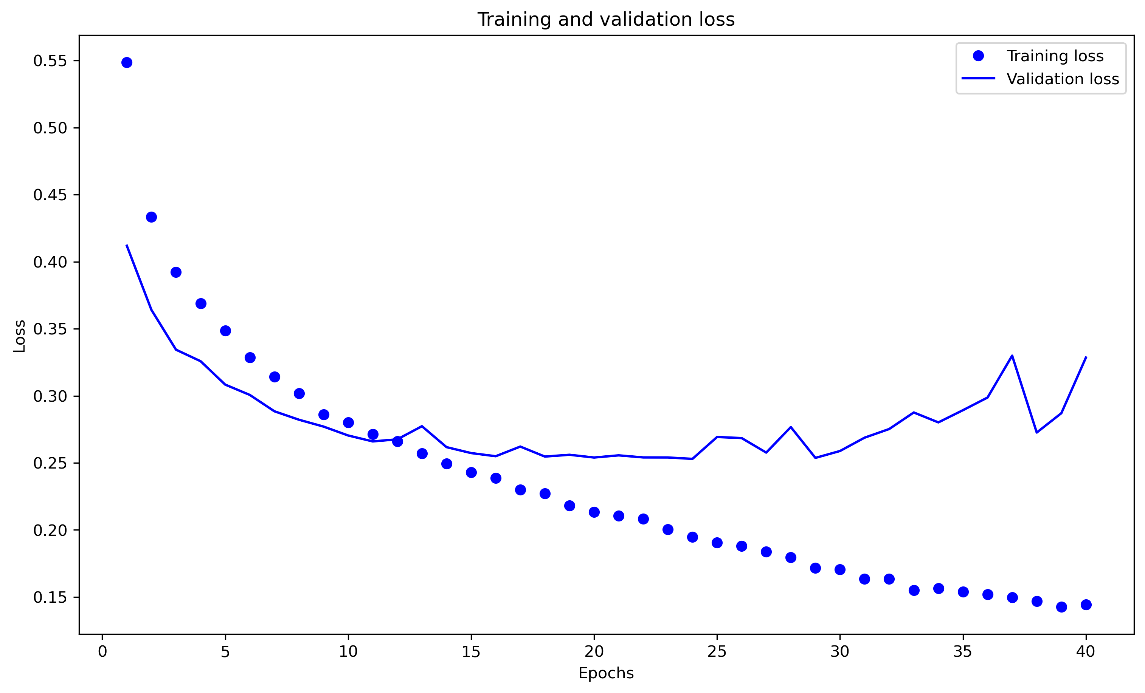 Training and validation loss
Training loss
Validation loss
0.55
0.50
0.45
0.40
0.35
0.30
0.25
0.20
0.15
Loss
0 5 10 15 20 25 30 35 40
Epochs